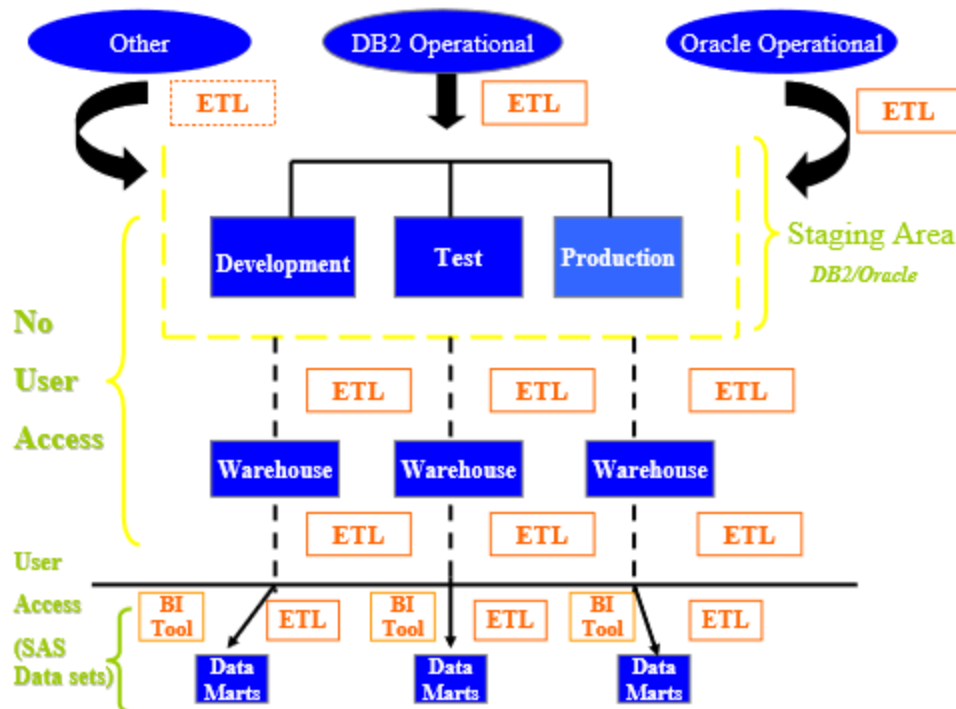 Other
DB2 Operational
Oracle Operational
ETL
ETL
ETL
Development
Test
Production
Staging Area
DB2/Oracle
No
User
Access
ETL
ETL
ETL
Warehouse
Warehouse
Warehouse
ETL
ETL
ETL
User
Access
(SAS
Data sets)
BI
Tool
ETL
BI
Tool
ETL
BI
Tool
ETL
Data
Marts
Data
Marts
Data
Marts